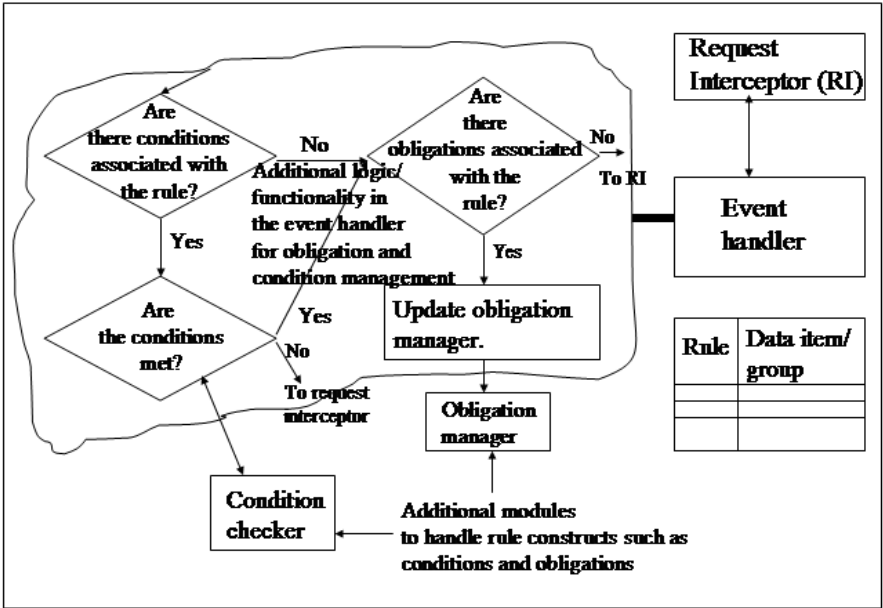 Are
there conditions
associated with
the rule?
No
Additional logic/
functionality in
the event handler
for obligation and
condition management
Are
there
obligations associated
with the
rule?
No
To RI
Request
Interceptor (RI)
Event
handler
Yes
Yes
Are
the conditions
met?
Yes
No
To request
interceptor
Update obligation
manager.
Obligation
manager
Rule
Data item/
group
Condition
checker
Additional modules
to handle rule constructs such as
conditions and obligations